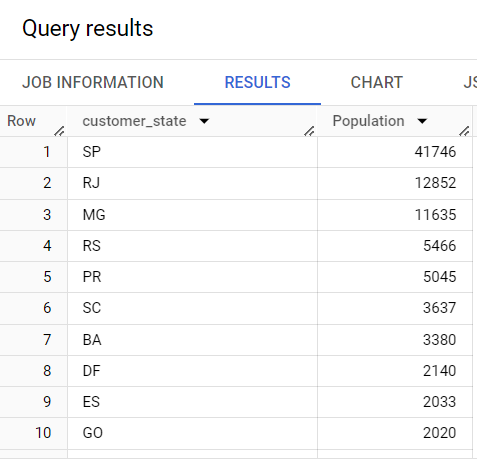 Query results
JOB INFORMATION RESULTS CHART JS
Row customer_state Population
1 SP 41746
2 RJ 12852
3 MG 11635
4 RS 5466
5 PR 5045
6 SC 3637
7 BA 3380
8 DF 2140
9 ES 2033
10 GO 2020